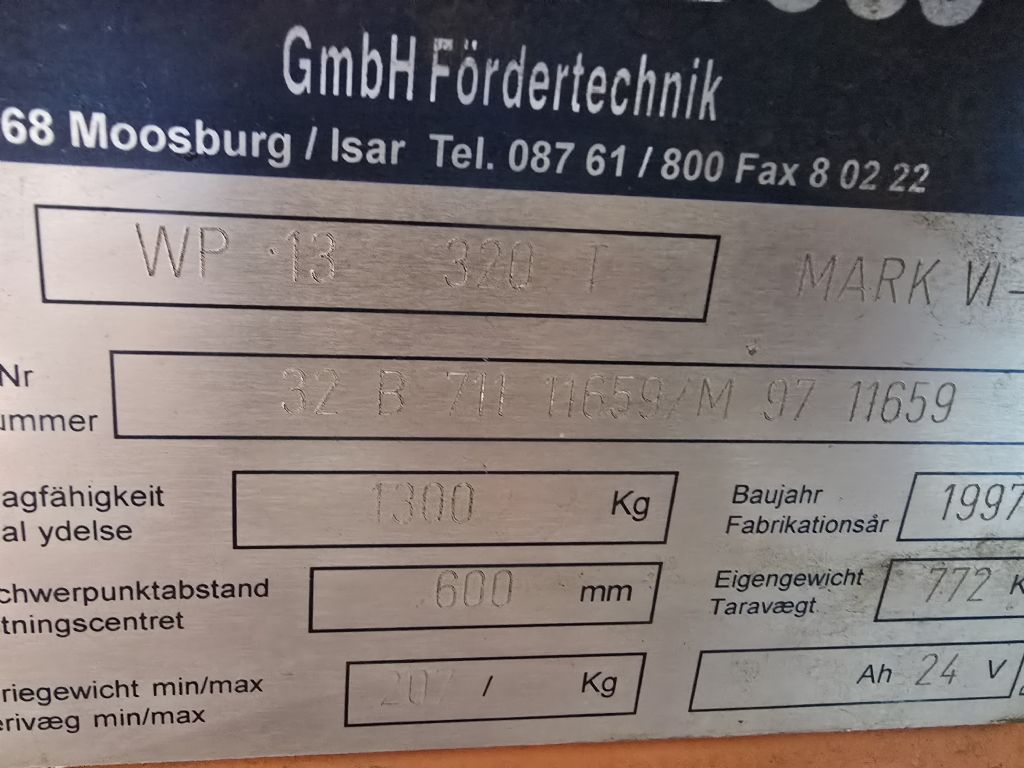 GmbH Fördertechnik
68 Moosburg / Isar Tel. 087 61 / 800 Fax 8 02 22
WP 13 320 T MARK VI-
Nr
ummer
32 B 711 11659/M 97 11659
agfähigkeit
al ydelse
1300 Kg
Baujahr
Fabrikationsår
1997
chwerpunktabstand
tningscentret
600 mm
Eigengewicht
Taravægt
772 K
riegewicht min/max
erivæg min/max
207 / Kg
Ah 24 V